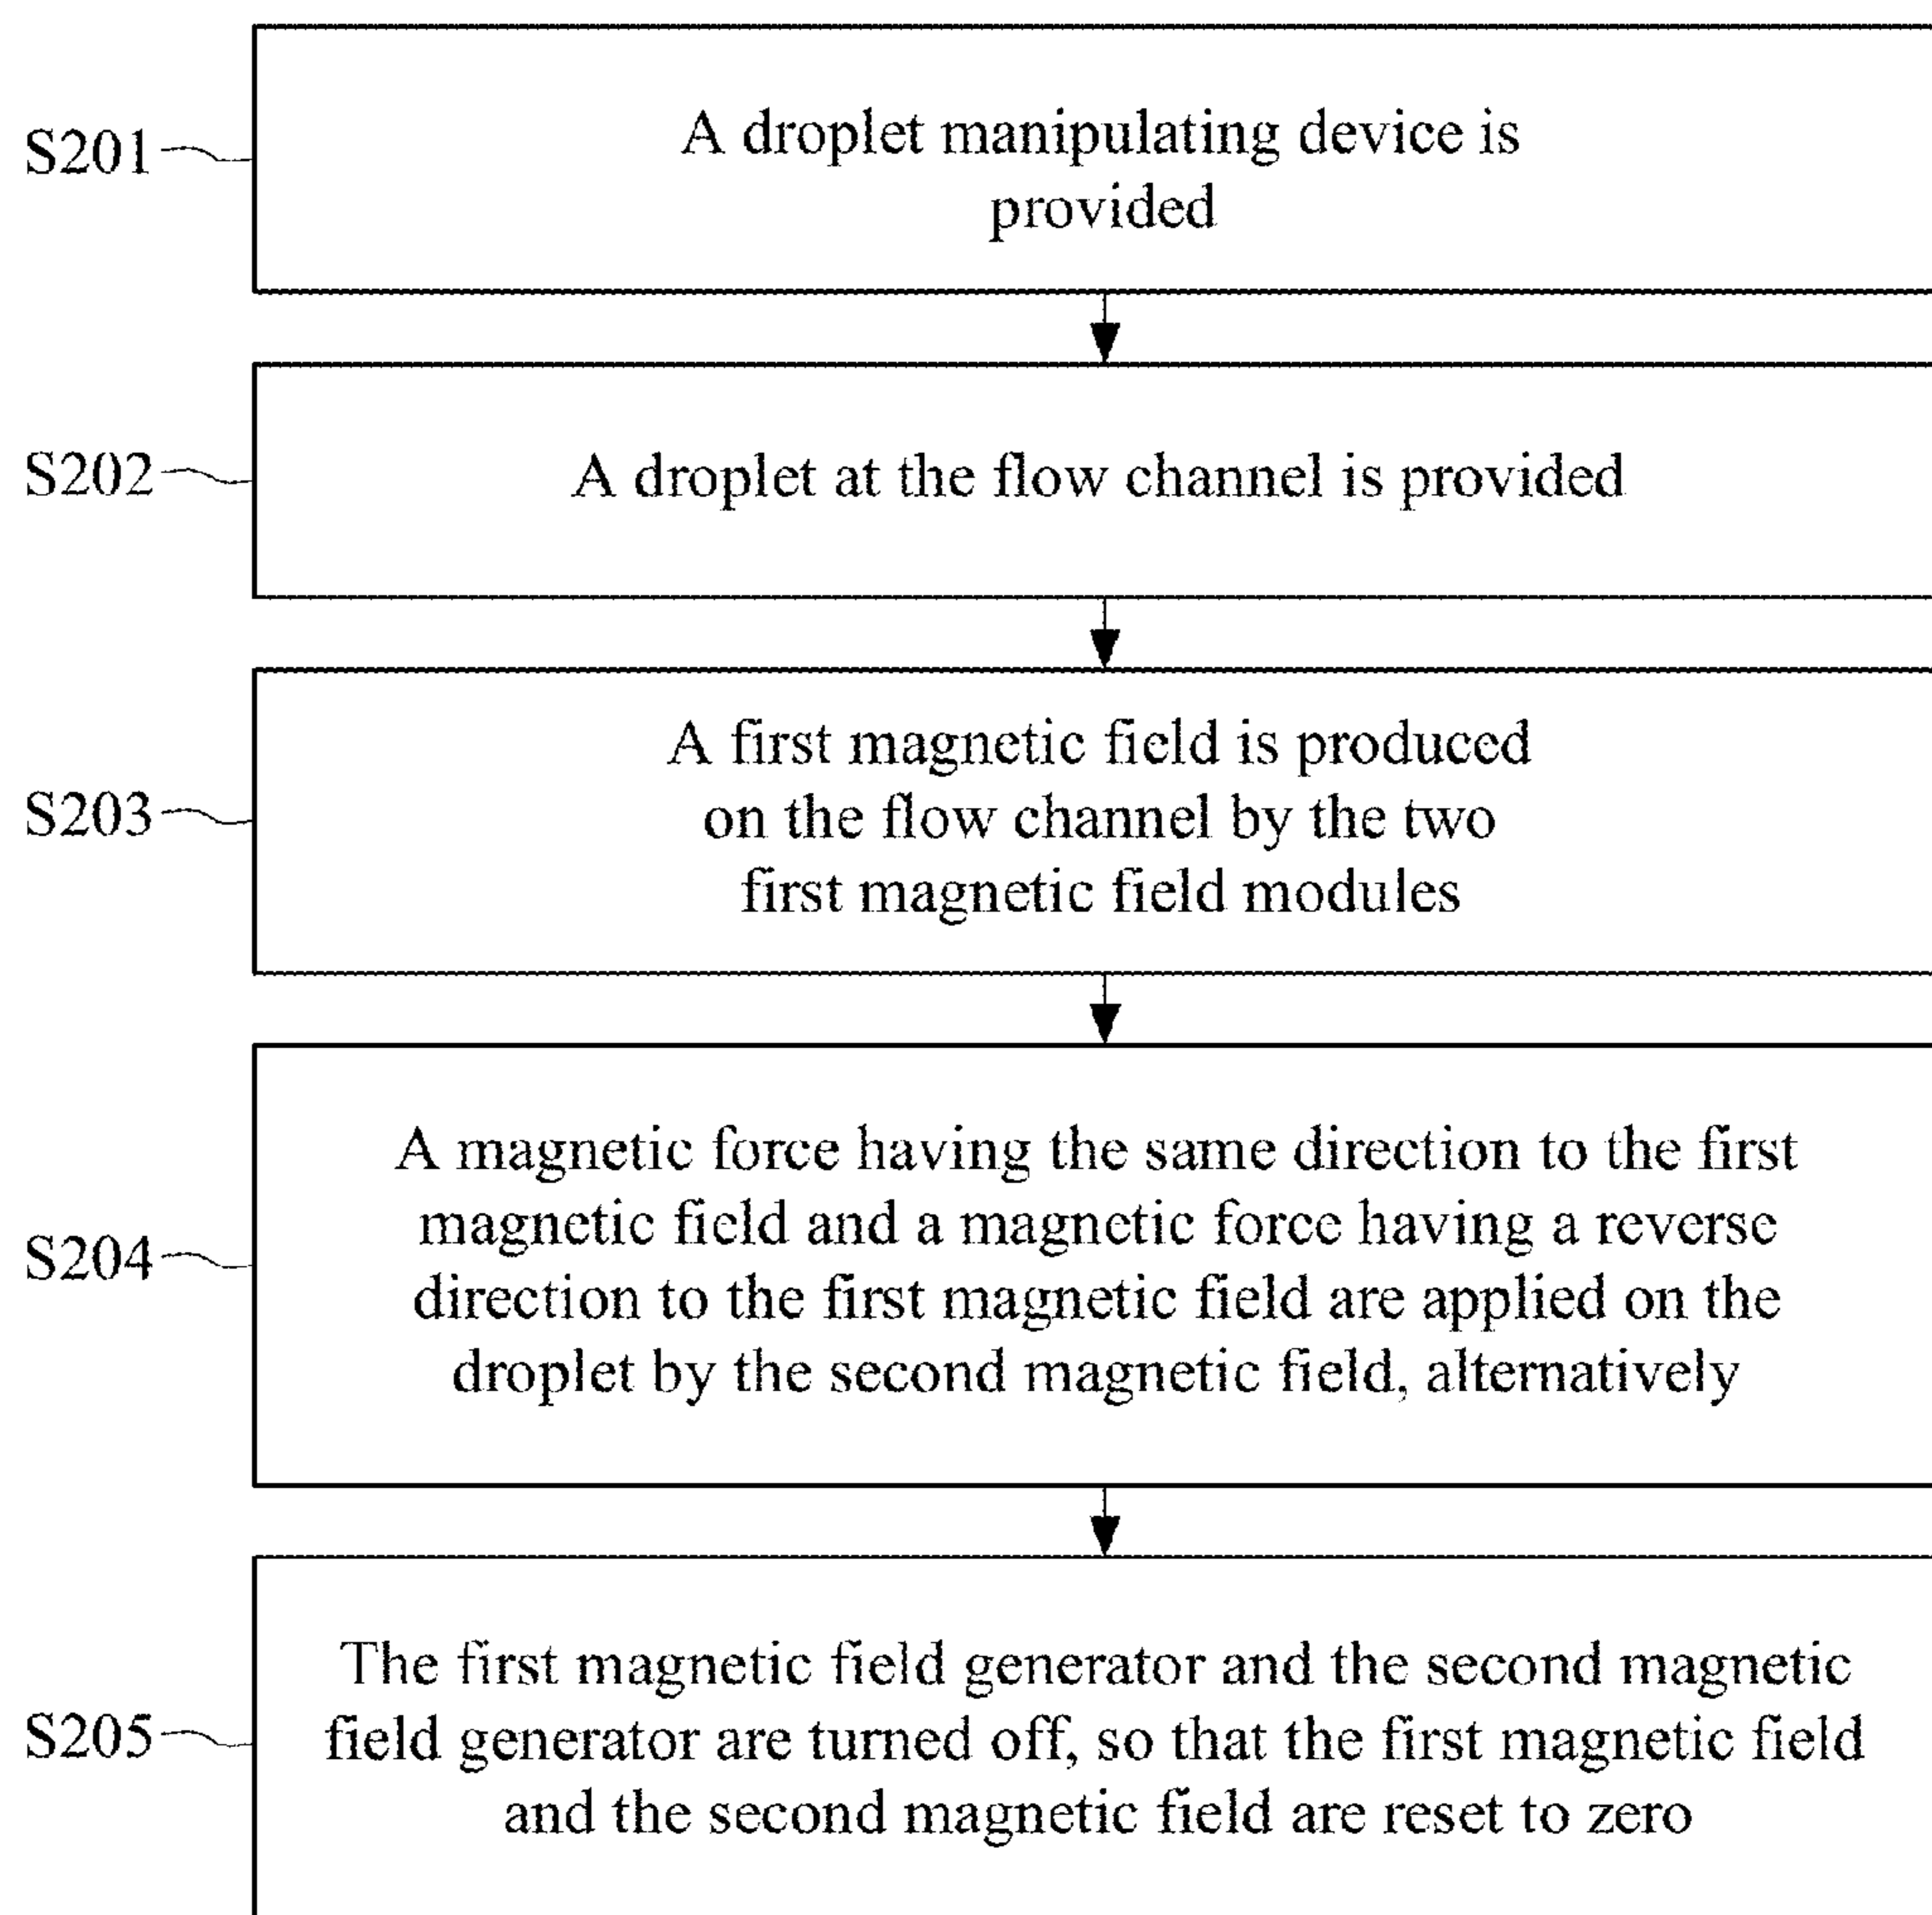 S201
A droplet manipulating device is
provided
S202
A droplet at the flow channel is provided
S203
A first magnetic field is produced
on the flow channel by the two
first magnetic field modules
S204
A magnetic force having the same direction to the first
magnetic field and a magnetic force having a reverse
direction to the first magnetic field are applied on the
droplet by the second magnetic field, alternatively
S205
The first magnetic field generator and the second magnetic
field generator are turned off, so that the first magnetic field
and the second magnetic field are reset to zero